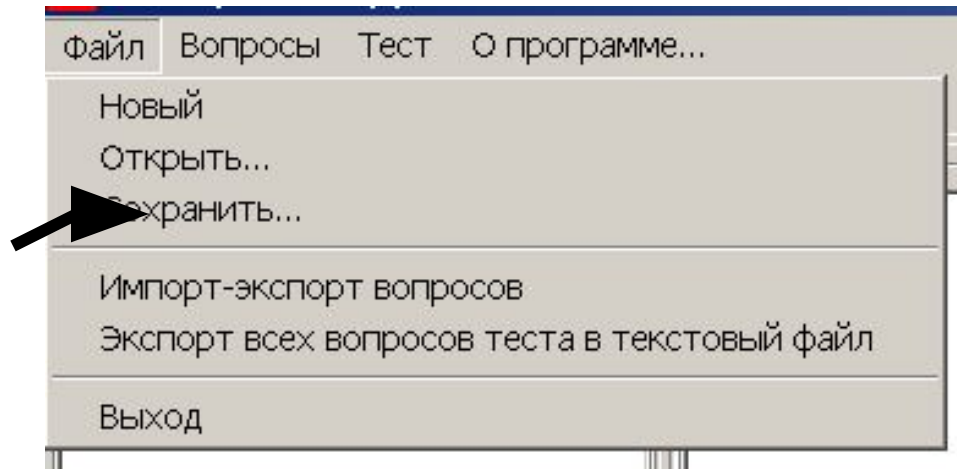 Файл Вопросы Тест О программе...
Новый
Открыть...
Сохранить...
Импорт-экспорт вопросов
Экспорт всех вопросов теста в текстовый файл
Выход